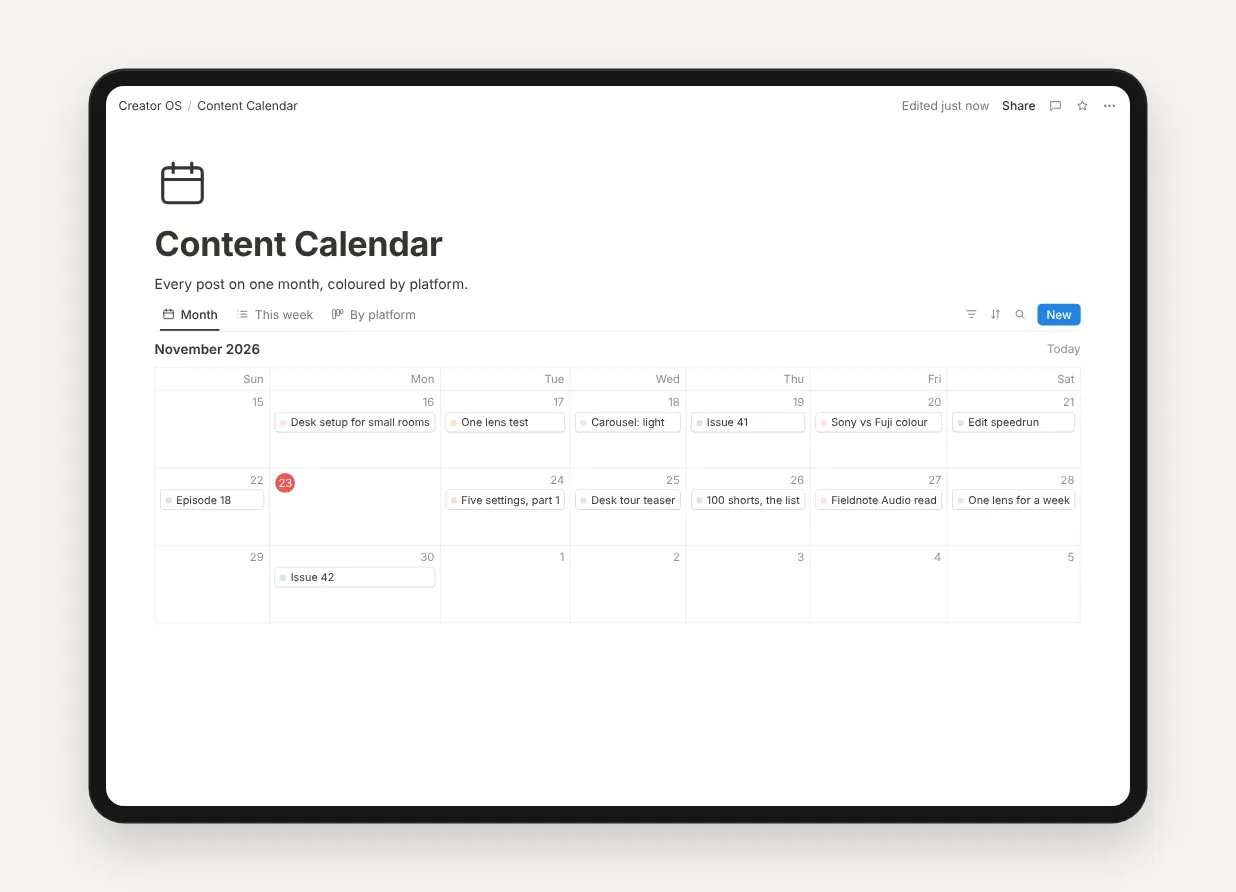 Creator OS / Content Calendar
Edited just now Share
Content Calendar
Every post on one month, coloured by platform.
Month This week By platform
New
November 2026
Today
Sun Mon Tue Wed Thu Fri Sat
15 16 17 18 19 20 21
Desk setup for small rooms One lens test Carousel: light Issue 41 Sony vs Fuji colour Edit speedrun
22 23 24 25 26 27 28
Episode 18 Five settings, part 1 Desk tour teaser 100 shorts, the list Fieldnote Audio read One lens for a week
29 30 1 2 3 4 5
Issue 42